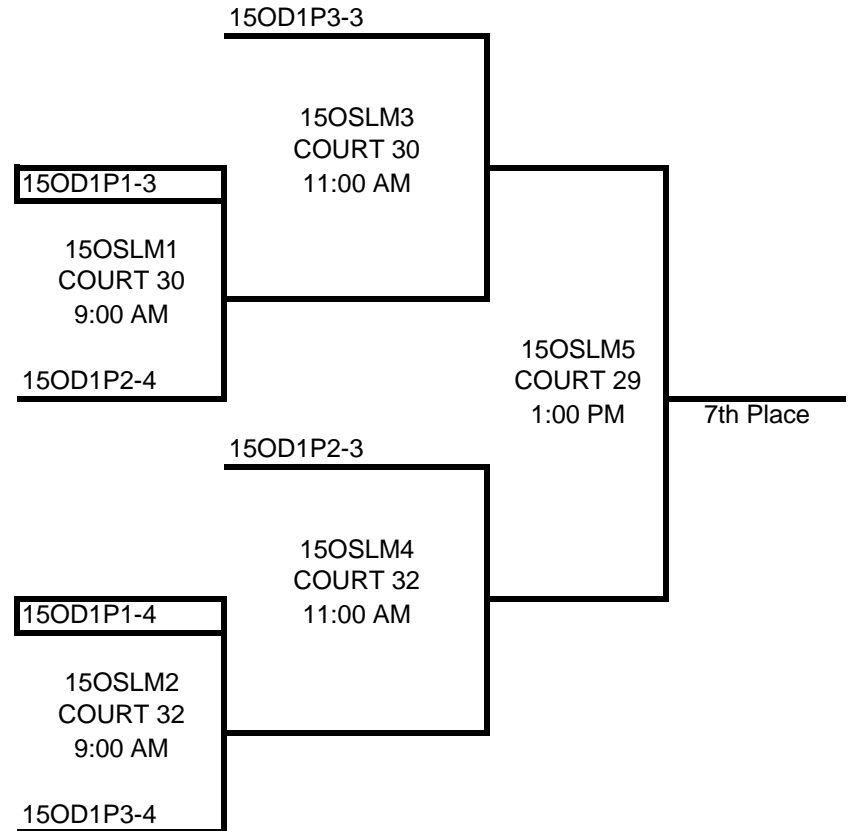 15OD1P3-3
15OSLM3
COURT 30
11:00 AM
15OD1P1-3
15OSLM1
COURT 30
9:00 AM
15OD1P2-4
15OSLM5
COURT 29
1:00 PM
7th Place
15OD1P2-3
15OSLM4
COURT 32
11:00 AM
15OD1P1-4
15OSLM2
COURT 32
9:00 AM
15OD1P3-4